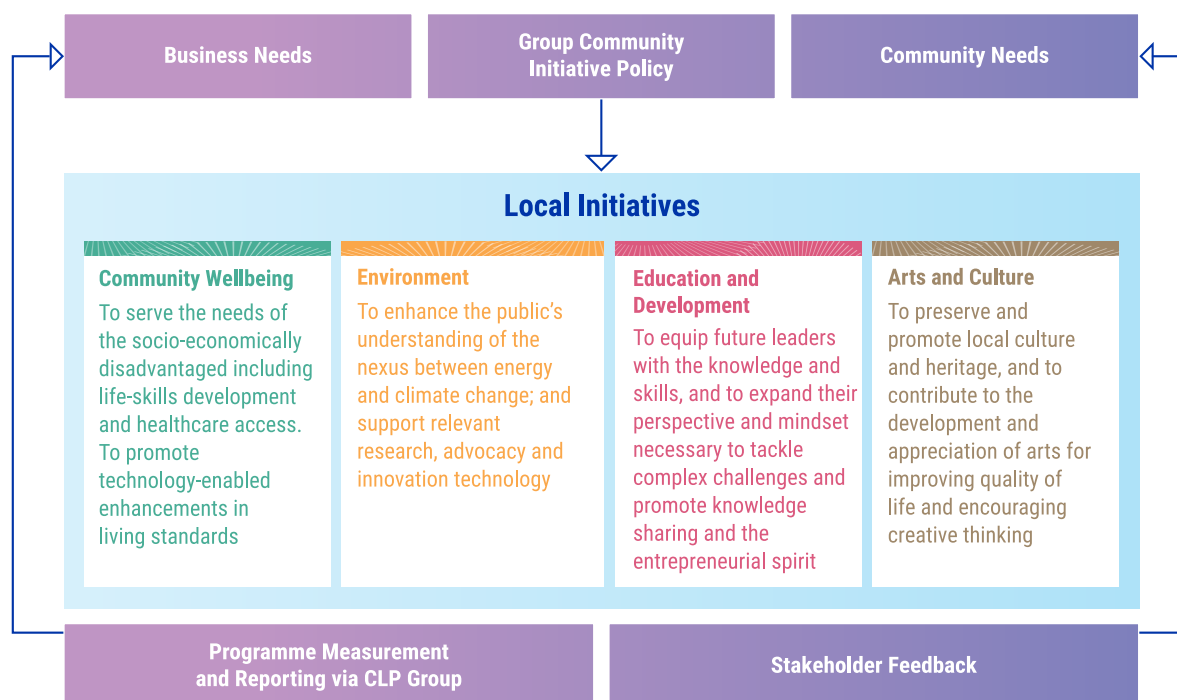 Business Needs
Group Community
Initiative Policy
Community Needs
Local Initiatives
Community Wellbeing
To serve the needs of
the socio-economically
disadvantaged including
life-skills development
and healthcare access.
To promote
technology-enabled
enhancements in
living standards
Environment
To enhance the public’s
understanding of the
nexus between energy
and climate change; and
support relevant
research, advocacy and
innovation technology
Education and
Development
To equip future leaders
with the knowledge and
skills, and to expand their
perspective and mindset
necessary to tackle
complex challenges and
promote knowledge
sharing and the
entrepreneurial spirit
Arts and Culture
To preserve and
promote local culture
and heritage, and to
contribute to the
development and
appreciation of arts for
improving quality of
life and encouraging
creative thinking
Programme Measurement
and Reporting via CLP Group
Stakeholder Feedback